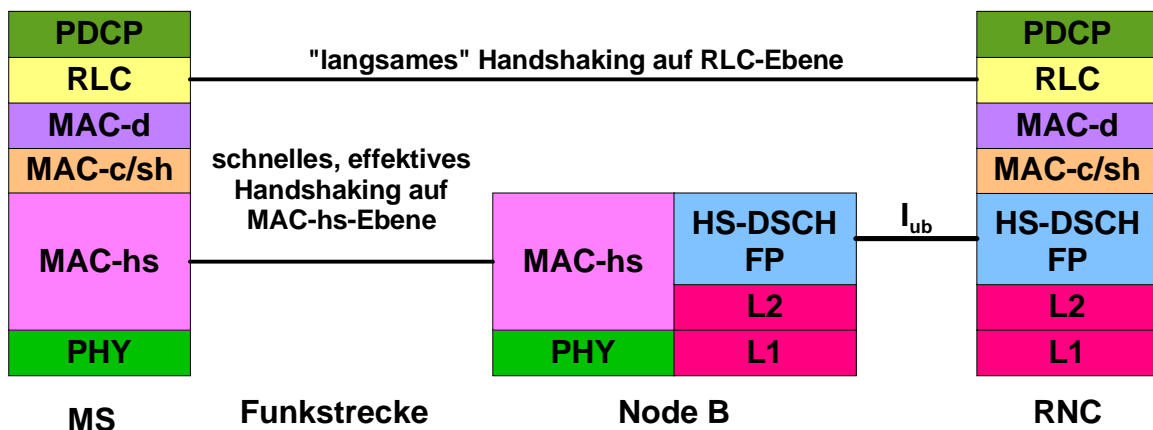 PDCP
RLC
MAC-d
MAC-c/sh
MAC-hs
PHY
MS
"langsames" Handshaking auf RLC-Ebene
schnelles, effektives
Handshaking auf
MAC-hs-Ebene
Funkstrecke
MAC-hs
PHY
HS-DSCH
FP
L2
L1
Node B
Iub
PDCP
RLC
MAC-d
MAC-c/sh
HS-DSCH
FP
L2
L1
RNC